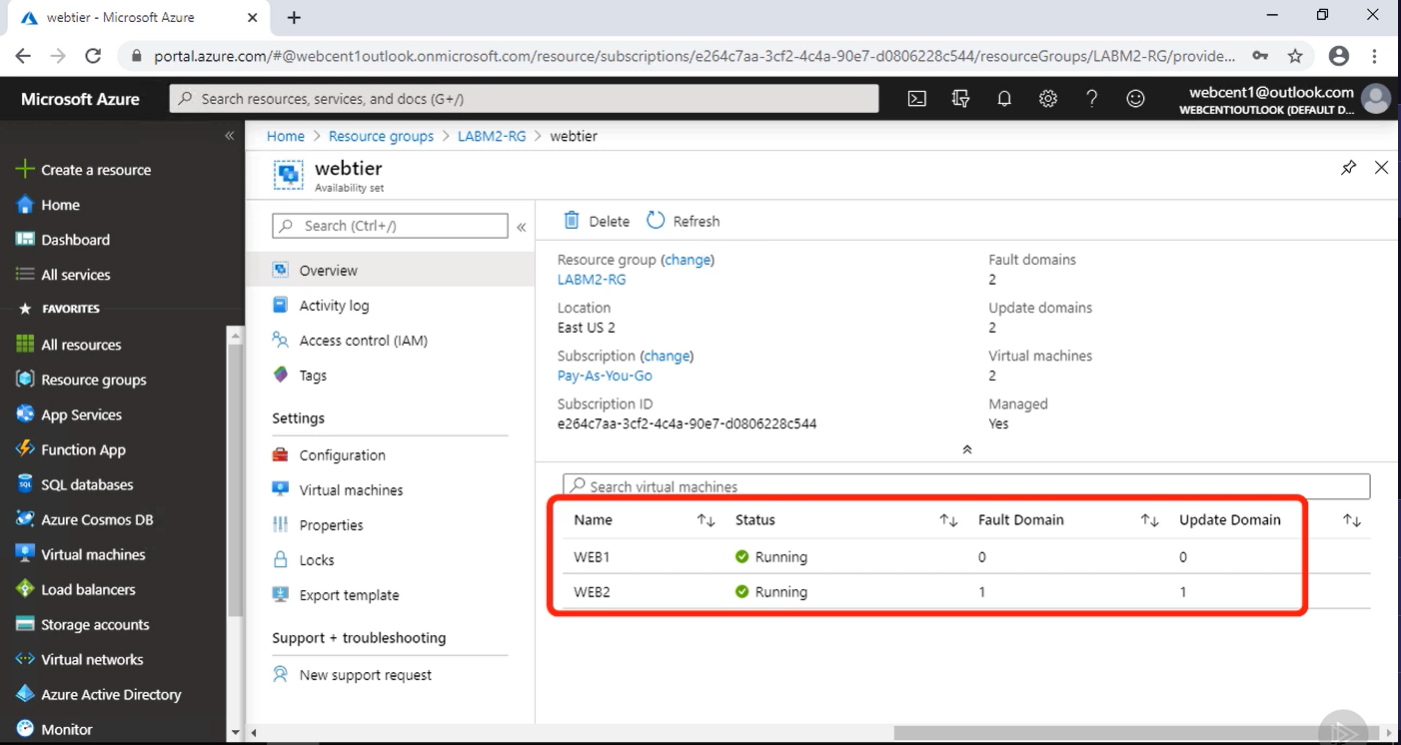 webtier - Microsoft Azure
portal.azure.com/#@webcent1outlook.onmicrosoft.com/resource/subscriptions/e264c7aa-3cf2-4c4a-90e7-d0806228c544/resourceGroups/LABM2-RG/provide...
Microsoft Azure
Search resources, services, and docs (G+/)
webcent1@outlook.com
WEBCENT1OUTLOOK (DEFAULT D...
Create a resource
Home
Dashboard
All services
FAVORITES
All resources
Resource groups
App Services
Function App
SQL databases
Azure Cosmos DB
Virtual machines
Load balancers
Storage accounts
Virtual networks
Azure Active Directory
Monitor
Home > Resource groups > LABM2-RG > webtier
webtier
Availability set
Search (Ctrl+/)
Overview
Activity log
Access control (IAM)
Tags
Settings
Configuration
Virtual machines
Properties
Locks
Export template
Support + troubleshooting
New support request
Delete Refresh
Resource group (change)
LABM2-RG
Location
East US 2
Subscription (change)
Pay-As-You-Go
Subscription ID
e264c7aa-3cf2-4c4a-90e7-d0806228c544
Fault domains
2
Update domains
2
Virtual machines
2
Managed
Yes
Search virtual machines
Name Status Fault Domain Update Domain
WEB1 Running 0 0
WEB2 Running 1 1